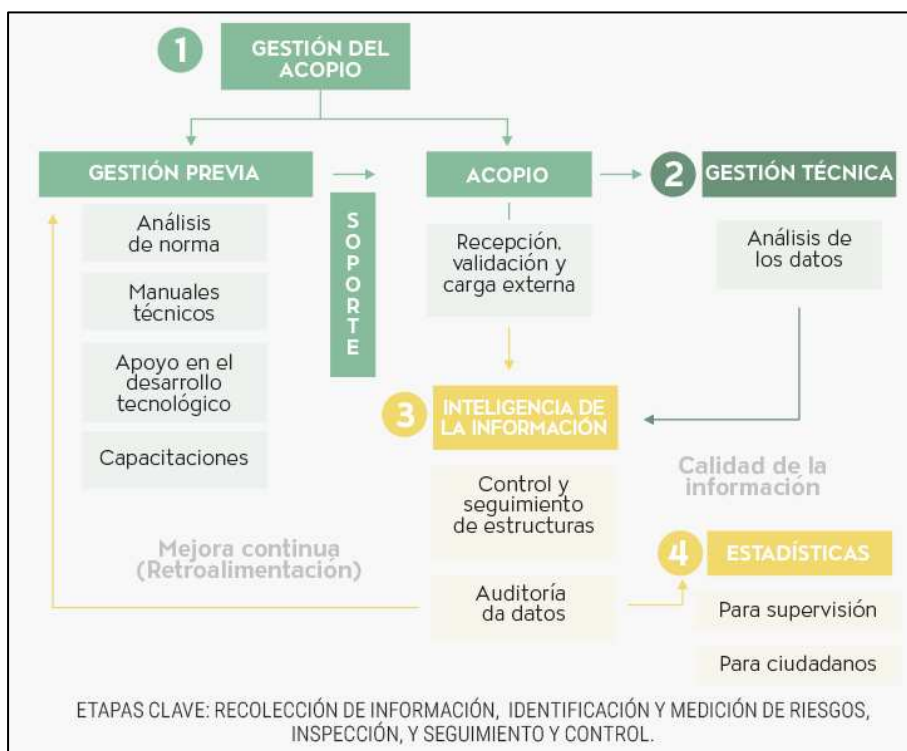 1
GESTIÓN DEL
ACOPIO
GESTIÓN PREVIA
Análisis
de norma
Manuales
técnicos
Apoyo en el
desarrollo
tecnológico
Capacitaciones
SOPORTE
ACOPIO
Recepción,
validación y
carga externa
2
GESTIÓN TÉCNICA
Análisis de
los datos
3
INTELIGENCIA DE
LA INFORMACIÓN
Control y
seguimiento
de estructuras
Auditoría
da datos
Calidad de la
información
Mejora continua
(Retroalimentación)
4
ESTADÍSTICAS
Para supervisión
Para ciudadanos
ETAPAS CLAVE: RECOLECCIÓN DE INFORMACIÓN, IDENTIFICACIÓN Y MEDICIÓN DE RIESGOS,
INSPECCIÓN, Y SEGUIMIENTO Y CONTROL.